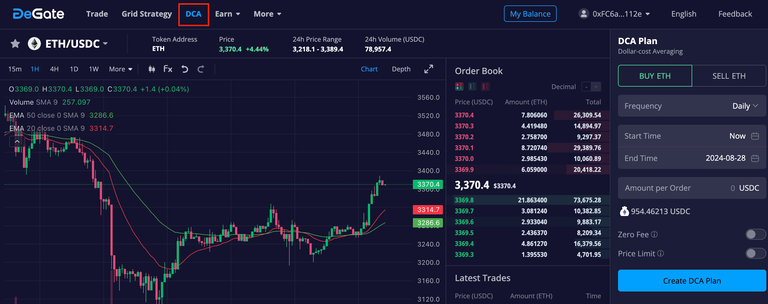 DeGate Trade Grid Strategy DCA Earn More My Balance 0xFC6a...112e English Feedback
ETH/USDC
Token Address
ETH
Price
3,370.4 +4.44%
24h Price Range
3,218.1 - 3,389.4
24h Volume (USDC)
78,957.4
15m 1H 4H 1D 1W More Fx Chart Depth
O3369.0 H3370.4 L3369.0 C3370.4 +1.4 (+0.04%)
Volume SMA 9 257.097
EMA 50 close 0 SMA 9 3286.6
EMA 20 close 0 SMA 9 3314.7
3560.0
3520.0
3480.0
3440.0
3400.0
3370.4
3314.7
3286.6
3240.0
3200.0
3160.0
3120.0
Order Book
Decimal - -
Price (USDC) Amount (ETH) Total
3370.4 7.806060 26,309.54
3370.3 4.419480 14,894.97
3370.2 2.758700 9,297.37
3370.1 8.720740 29,389.76
3370.0 2.985430 10,060.89
3369.9 6.059000 20,418.22
3,370.4 $3370.4
3369.8 21.863400 73,675.28
3369.7 3.081240 10,382.85
3369.6 2.933040 9,883.17
3369.5 2.436370 8,209.34
3369.4 4.861270 16,379.56
3369.3 1.395530 4,701.95
Latest Trades
Price (USDC) Amount (ETH) Time
DCA Plan
Dollar-cost Averaging
BUY ETH SELL ETH
Frequency Daily
Start Time Now
End Time 2024-08-28
Amount per Order 0 USDC
954.46213 USDC
Zero Fee
Price Limit
Create DCA Plan